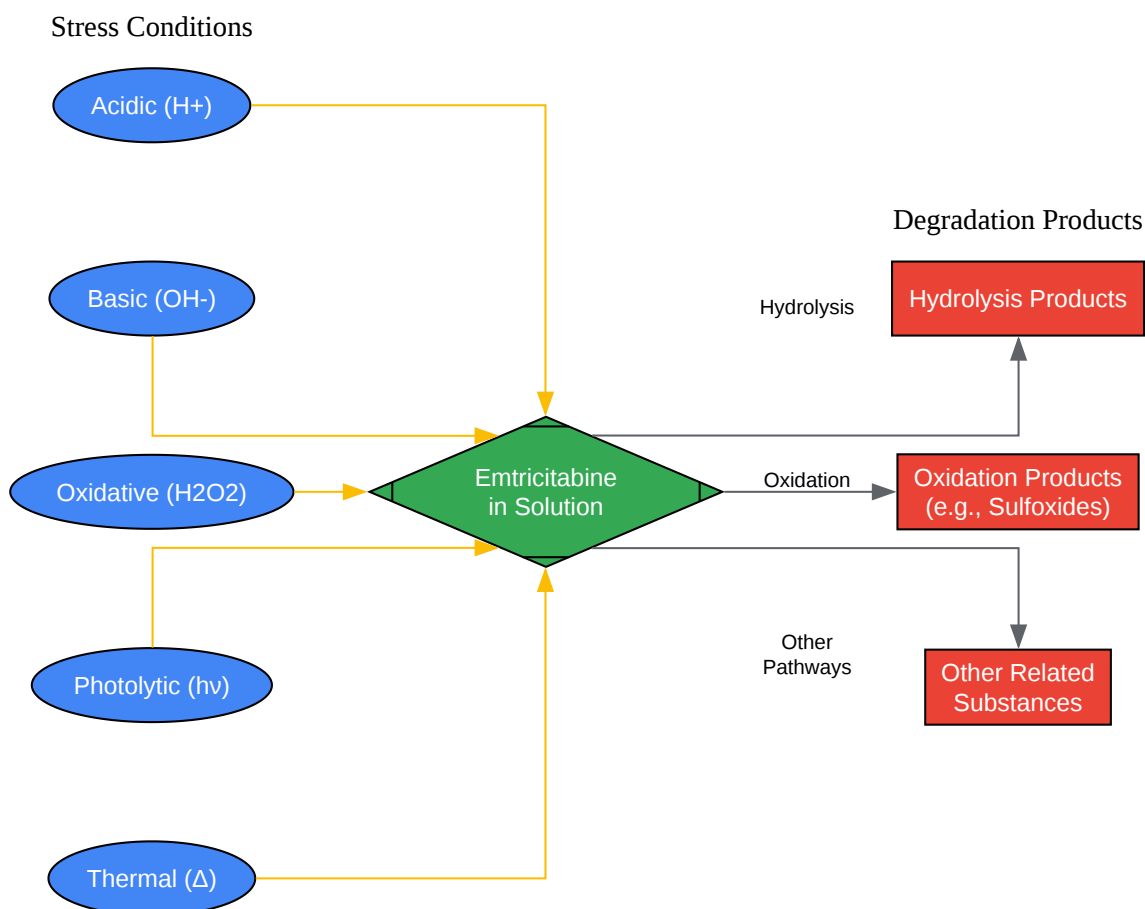 Stress Conditions
Acidic (H+)
Basic (OH-)
Oxidative (H2O2)
Photolytic (hν)
Thermal (Δ)
Emtricitabine
in Solution
Hydrolysis
Oxidation
Other
Pathways
Degradation Products
Hydrolysis Products
Oxidation Products
(e.g., Sulfoxides)
Other Related
Substances